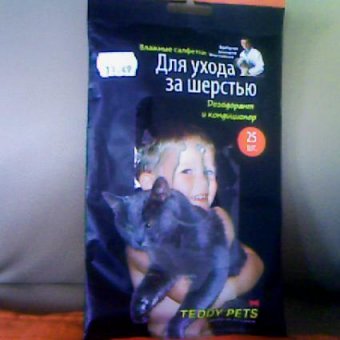 Влажные салфетки
Для ухода
за шерстью
Дезодорант
и кондиционер
25
шт.
TEDDY PETS